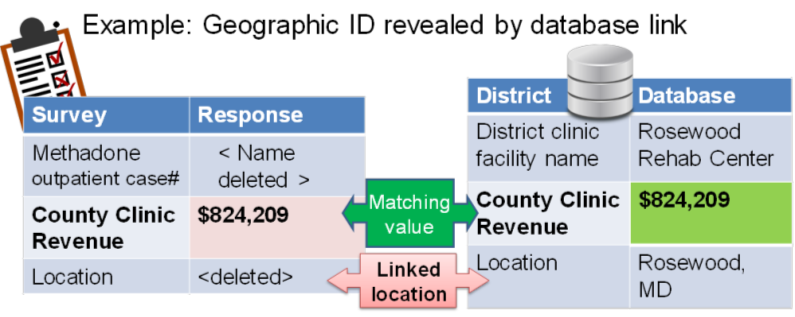 Example: Geographic ID revealed by database link
Survey
Response
Methadone
outpatient case#
< Name
deleted >
County Clinic
Revenue
$824,209
Location
<deleted>
Matching
value
Linked
location
District
Database
District clinic
facility name
Rosewood
Rehab Center
County Clinic
Revenue
$824,209
Location
Rosewood,
MD